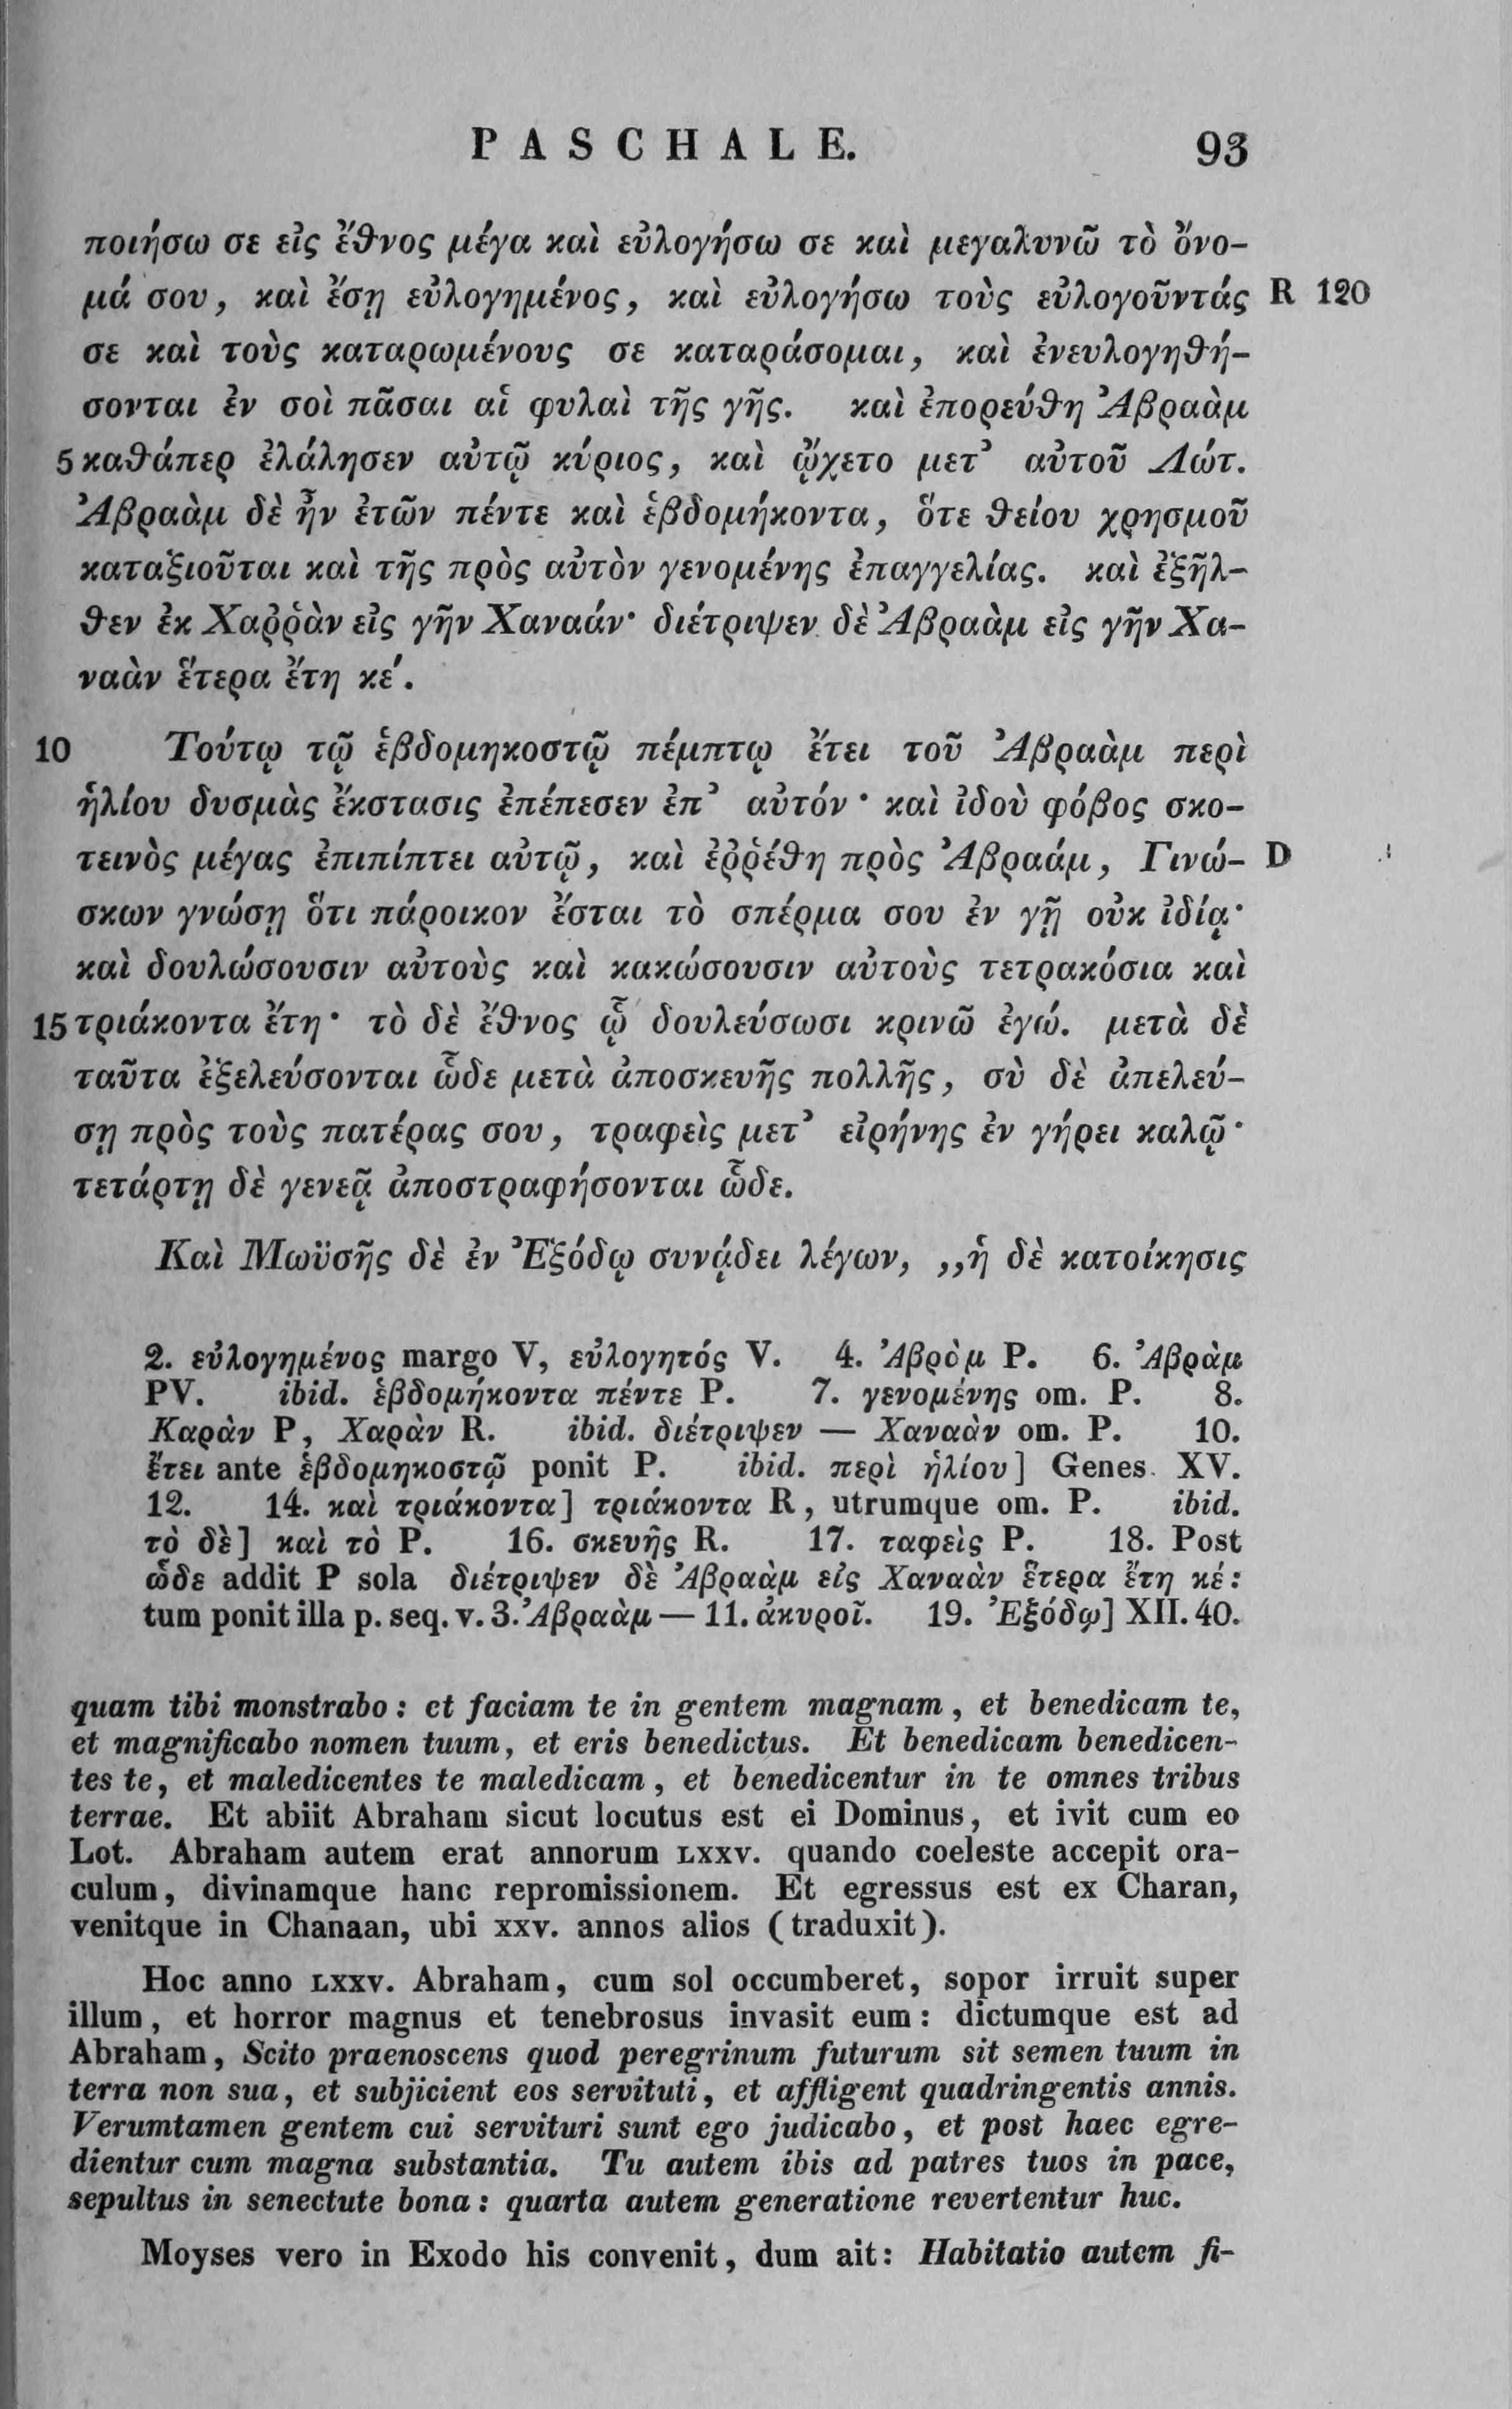 PASCHALE. 93
ποιήσω σε εἰς ἔθνος μέγα καὶ εὐλογήσω σε καὶ μεγαλυνῶ τὸ ὄνο-
μά σου, καὶ ἔσῃ εὐλογημένος, καὶ εὐλογήσω τοὺς εὐλογοῦντάς R 120
σε καὶ τοὺς καταρωμένους σε καταράσομαι, καὶ ἐνευλογηθή-
σονται ἐν σοὶ πᾶσαι αἱ φυλαὶ τῆς γῆς. καὶ ἐπορεύθη Ἀβραὰμ
5 καθάπερ ἐλάλησεν αὐτῷ κύριος, καὶ ᾤχετο μετ᾽ αὐτοῦ Λώτ.
Ἀβραὰμ δὲ ἦν ἐτῶν πέντε καὶ ἑβδομήκοντα, ὅτε θείου χρησμοῦ
καταξιοῦται καὶ τῆς πρὸς αὐτὸν γενομένης ἐπαγγελίας. καὶ ἐξῆλ-
θεν ἐκ Χαῤῥὰν εἰς γῆν Χαναάν· διέτριψεν δὲ Ἀβραὰμ εἰς γῆν Χα-
ναὰν ἕτερα ἔτη κέ.
10 Τούτῳ τῷ ἑβδομηκοστῷ πέμπτῳ ἔτει τοῦ Ἀβραὰμ περὶ
ἡλίου δυσμὰς ἔκστασις ἐπέπεσεν ἐπ᾽ αὐτόν· καὶ ἰδοὺ φόβος σκο-
τεινὸς μέγας ἐπιπίπτει αὐτῷ, καὶ ἐῤῥέθη πρὸς Ἀβραάμ, Γινώ- D
σκων γνώσῃ ὅτι πάροικον ἔσται τὸ σπέρμα σου ἐν γῇ οὐκ ἰδίᾳ·
καὶ δουλώσουσιν αὐτοὺς καὶ κακώσουσιν αὐτοὺς τετρακόσια καὶ
15 τριάκοντα ἔτη· τὸ δὲ ἔθνος ᾧ δουλεύσωσι κρινῶ ἐγώ. μετὰ δὲ
ταῦτα ἐξελεύσονται ὧδε μετὰ ἀποσκευῆς πολλῆς, σὺ δὲ ἀπελεύ-
σῃ πρὸς τοὺς πατέρας σου, τραφεὶς μετ᾽ εἰρήνης ἐν γήρει καλῷ·
τετάρτῃ δὲ γενεᾷ ἀποστραφήσονται ὧδε.
Καὶ Μωϋσῆς δὲ ἐν Ἐξόδῳ συνᾴδει λέγων, „ἡ δὲ κατοίκησις
2. εὐλογημένος margo V, εὐλογητός V. 4. Ἀβρὰμ P. 6. Ἀβρὰμ
PV. ibid. ἑβδομήκοντα πέντε P. 7. γενομένης om. P. 8.
Καρὰν P, Χαρὰν R. ibid. διέτριψεν — Χαναὰν om. P. 10.
ἔτει ante ἑβδομηκοστῷ ponit P. ibid. περὶ ἡλίου] Genes. XV.
12. 14. καὶ τριάκοντα] τριάκοντα R, utrumque om. P. ibid.
τὸ δὲ] καὶ τὸ P. 16. σκευῆς R. 17. ταφεὶς P. 18. Post
ὧδε addit P sola διέτριψεν δὲ Ἀβραὰμ εἰς Χαναὰν ἕτερα ἔτη κέ:
tum ponit illa p. seq. v. 3. Ἀβραὰμ — 11. ἀκυροῖ. 19. Ἐξόδῳ] XII. 40.
quam tibi monstrabo: et faciam te in gentem magnam, et benedicam te,
et magnificabo nomen tuum, et eris benedictus. Et benedicam benedicen-
tes te, et maledicentes te maledicam, et benedicentur in te omnes tribus
terrae. Et abiit Abraham sicut locutus est ei Dominus, et ivit cum eo
Lot. Abraham autem erat annorum LXXV. quando coeleste accepit ora-
culum, divinamque hanc repromissionem. Et egressus est ex Charan,
venitque in Chanaan, ubi XXV. annos alios (traduxit).
Hoc anno LXXV. Abraham, cum sol occumberet, sopor irruit super
illum, et horror magnus et tenebrosus invasit eum: dictumque est ad
Abraham, Scito praenoscens quod peregrinum futurum sit semen tuum in
terra non sua, et subjicient eos servituti, et affligent quadringentis annis.
Verumtamen gentem cui servituri sunt ego judicabo, et post haec egre-
dientur cum magna substantia. Tu autem ibis ad patres tuos in pace,
sepultus in senectute bona: quarta autem generatione revertentur huc.
Moyses vero in Exodo his convenit, dum ait: Habitatio autem fi-